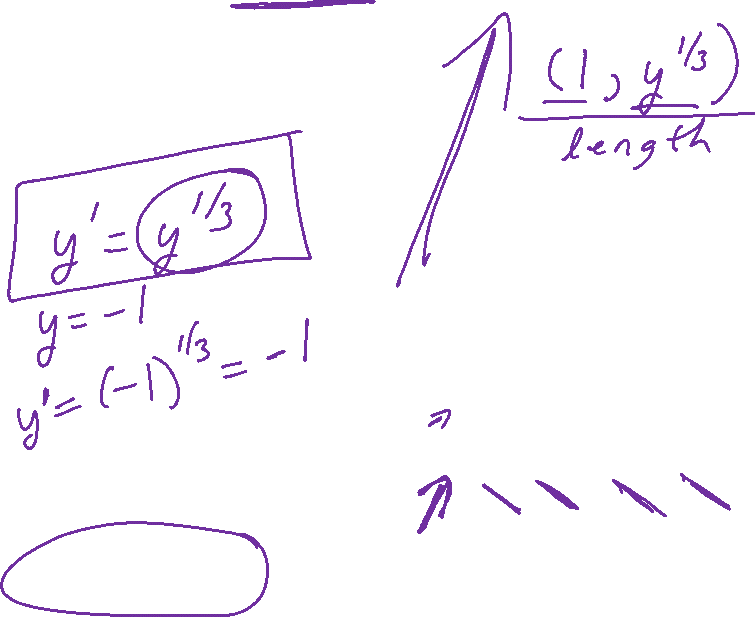 (1, y^{1/3})
length
y' = y^{1/3}
y = -1
y' = (-1)^{1/3} = -1